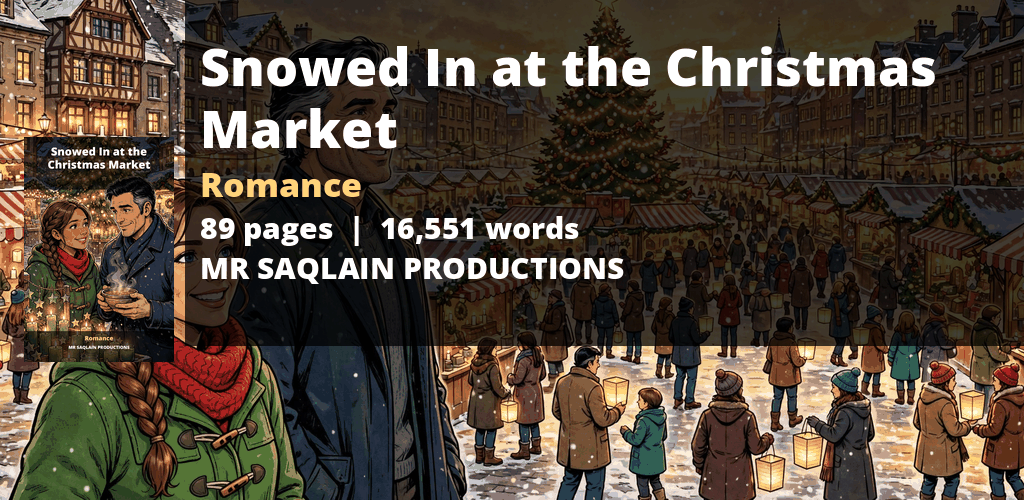 Snowed In at the Christmas
Market
Romance
89 pages | 16,551 words
MR SAQLAIN PRODUCTIONS
Snowed In at the
Christmas Market
Romance
MR SAQLAIN PRODUCTIONS